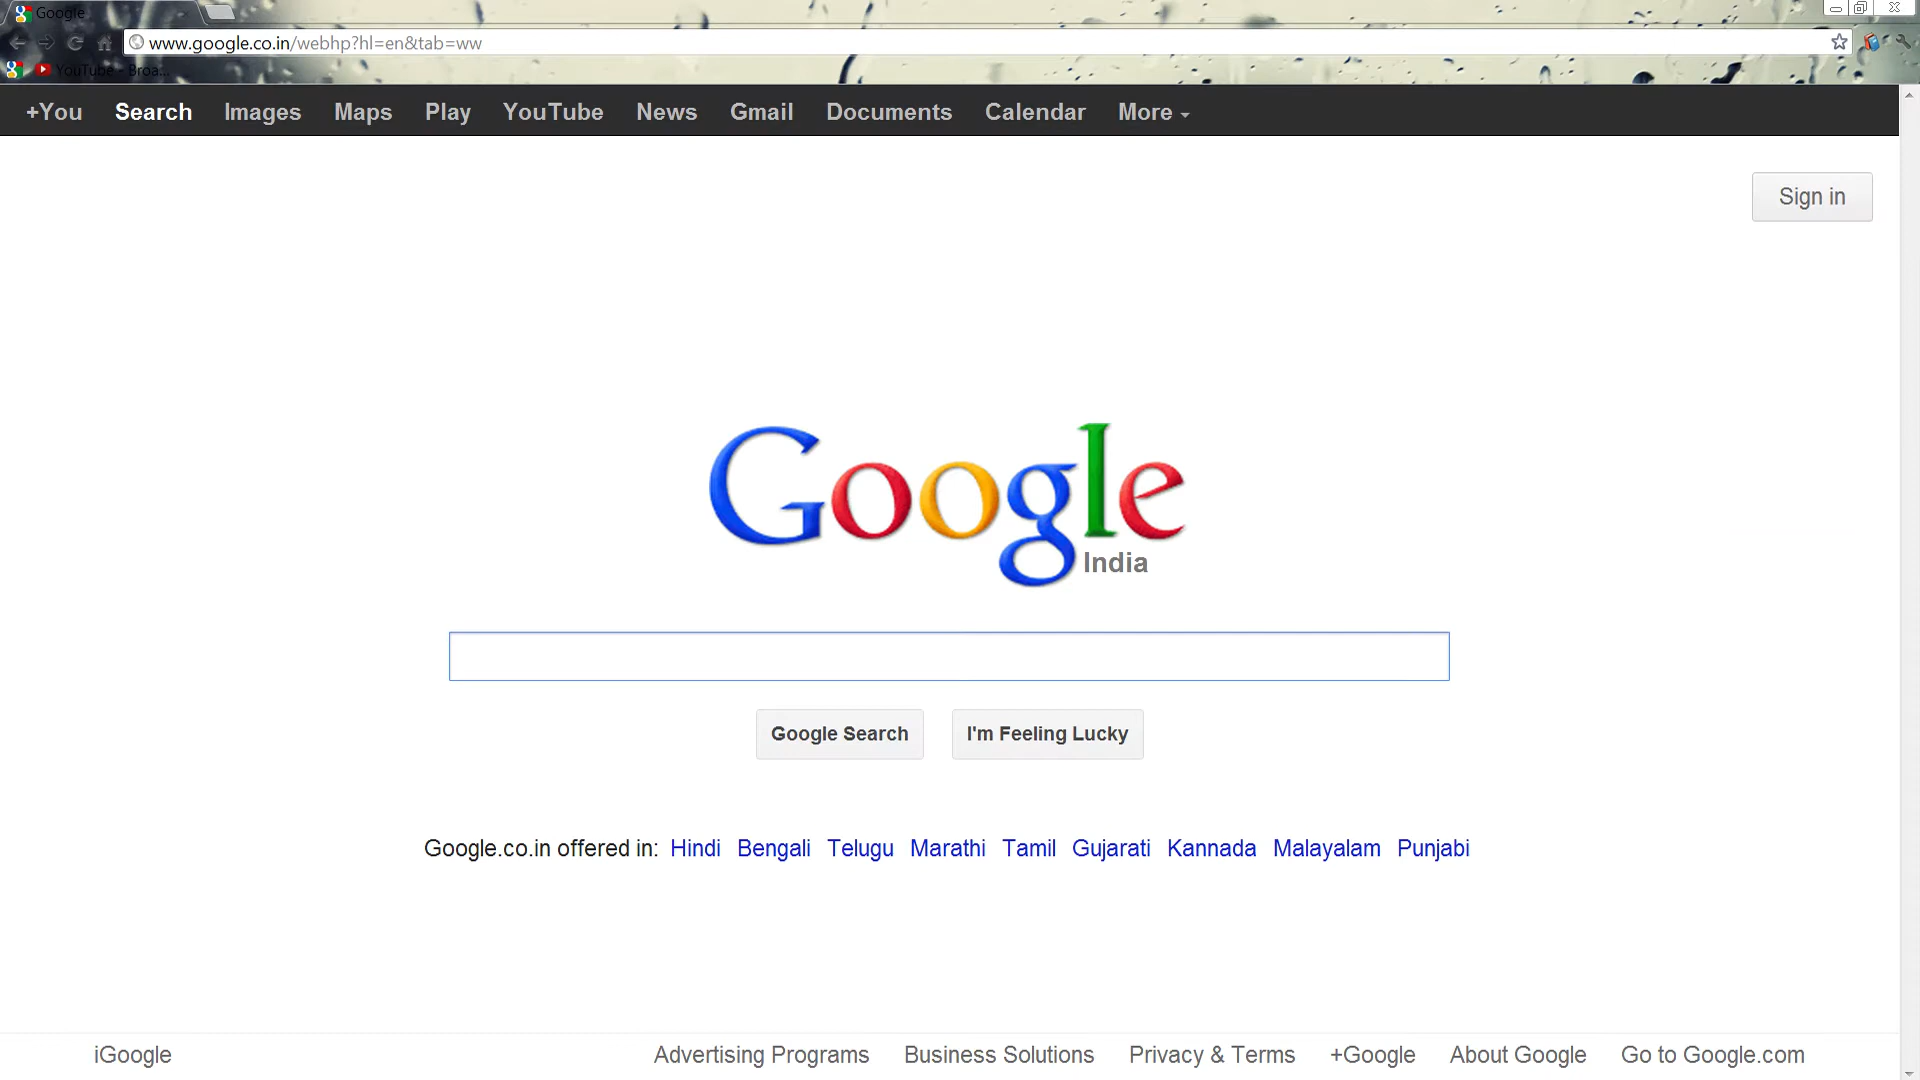 Google
www.google.co.in/webhp?hl=en&tab=ww
YouTube - Broa...
+You Search Images Maps Play YouTube News Gmail Documents Calendar More
Sign in
Google
India
Google Search I'm Feeling Lucky
Google.co.in offered in: Hindi Bengali Telugu Marathi Tamil Gujarati Kannada Malayalam Punjabi
iGoogle Advertising Programs Business Solutions Privacy & Terms +Google About Google Go to Google.com